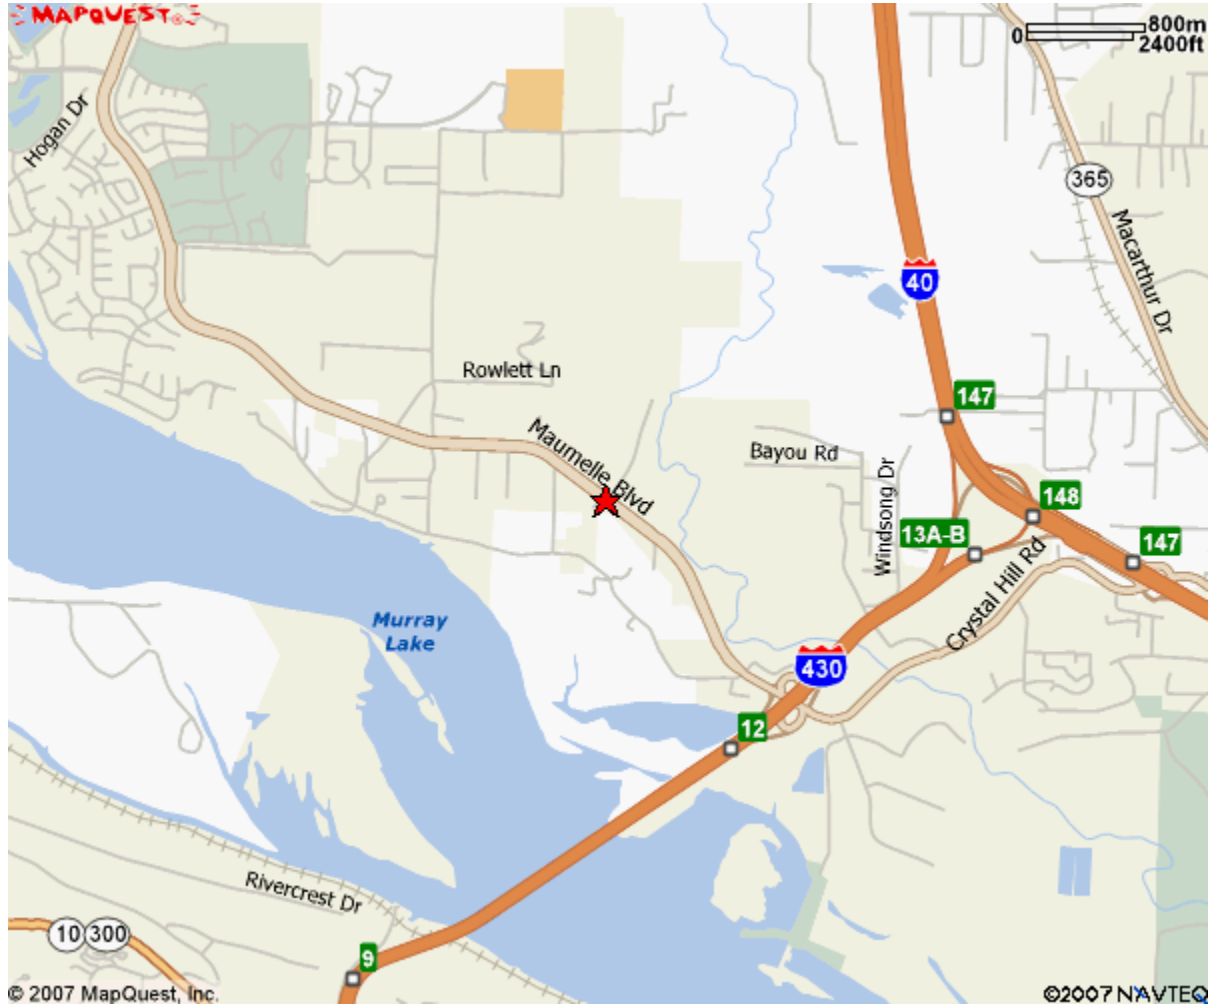 MAPQUEST®
800m
0
2400ft
Hogan Dr
365
Macarthur Dr
40
Rowlett Ln
147
Maumelle Blvd
Bayou Rd
Windsong Dr
148
13A-B
147
Crystal Hill Rd
Murray
Lake
430
12
Rivercrest Dr
10
300
9
© 2007 MapQuest, Inc.
©2007 NAVTEQ